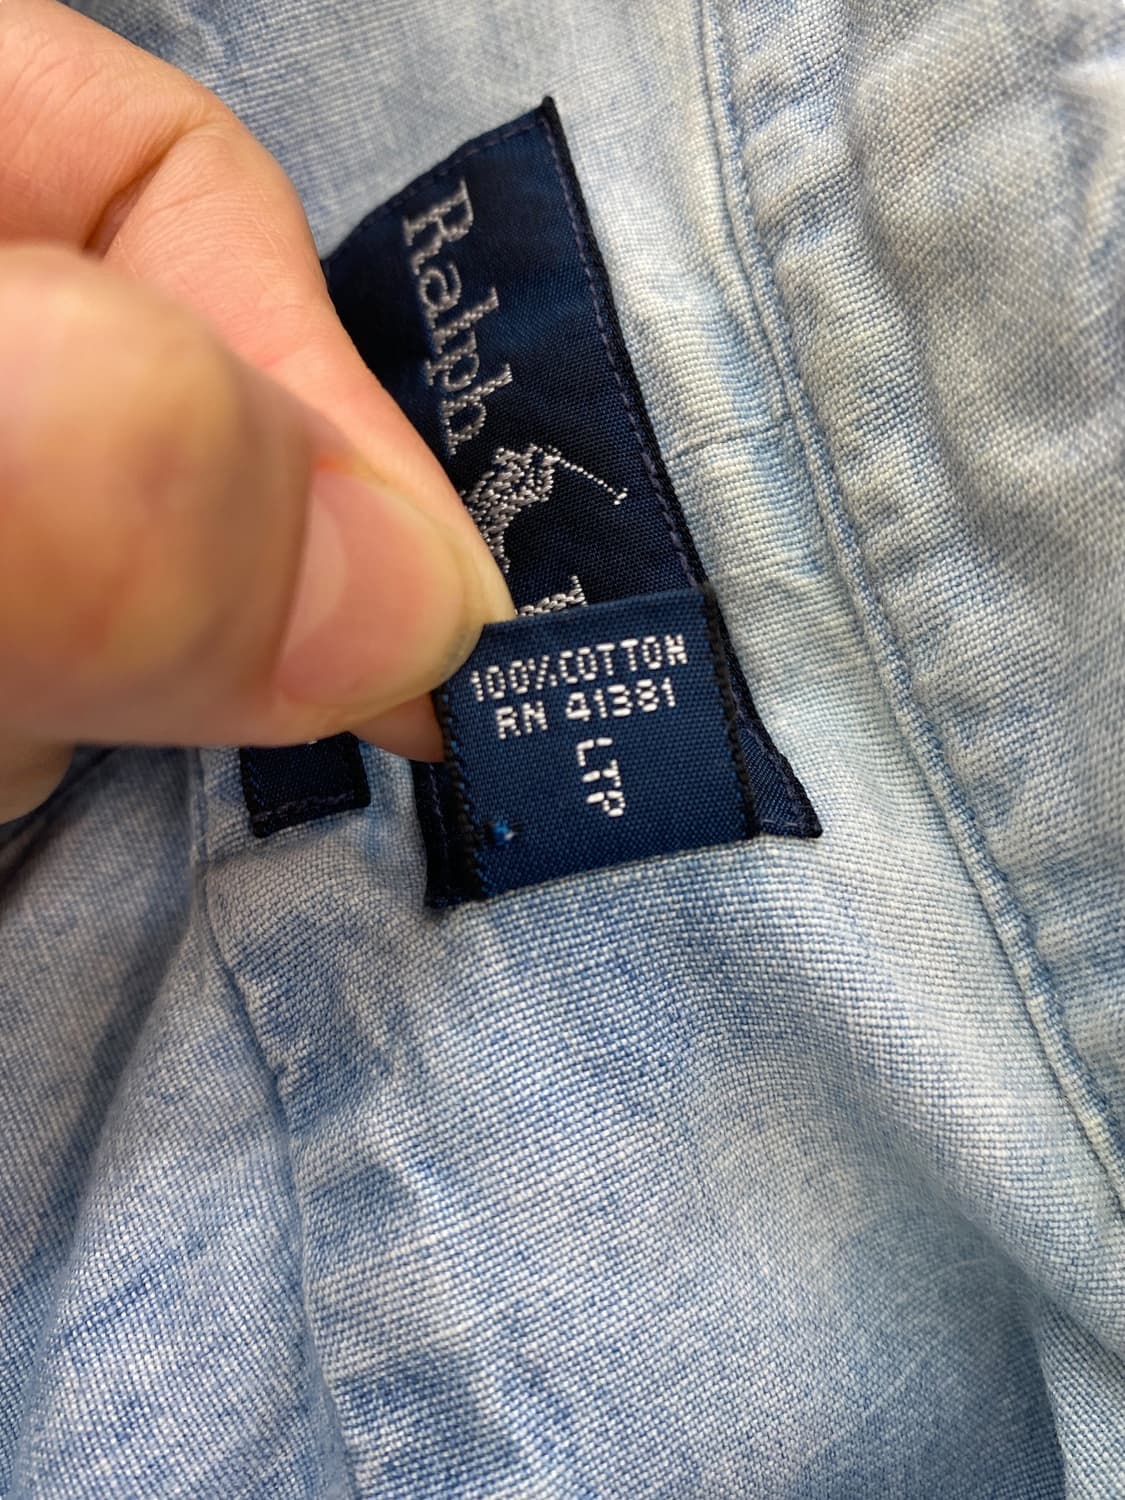 Ralph
100% COTTON
RN 41381
LTP